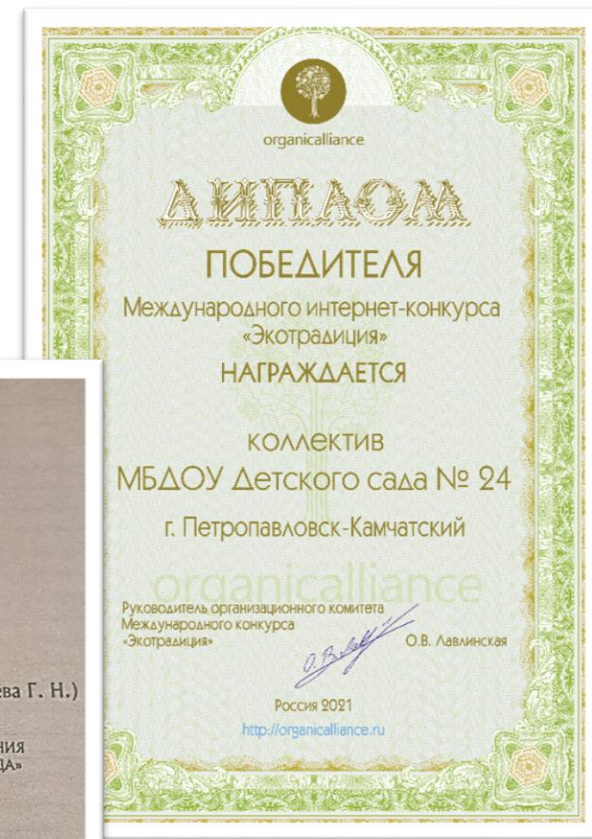 organicalliance
ДИПЛОМ
ПОБЕДИТЕЛЯ
Международного интернет-конкурса
«Экотрадиция»
НАГРАЖДАЕТСЯ
коллектив
МБДОУ Детского сада № 24
г. Петропавловск-Камчатский
organicalliance
Руководитель организационного комитета
Международного конкурса
«Экотрадиция»
О.В. Лавлинская
Россия 2021
http://organicalliance.ru
ева Г. Н.)
НИЯ
ДА»